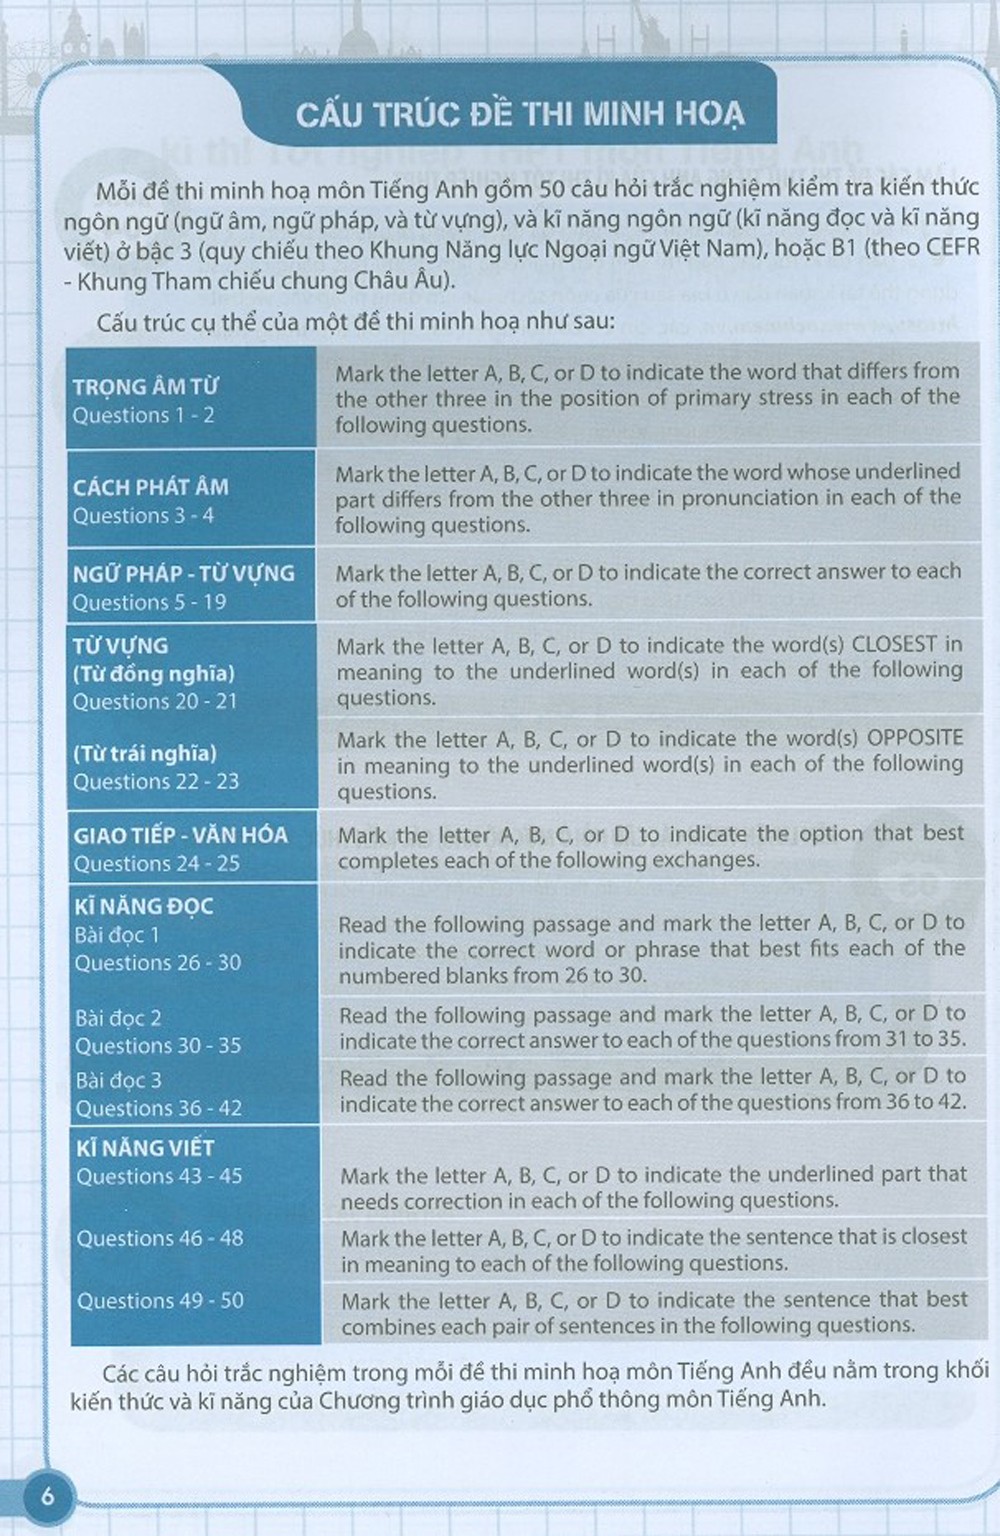 CẤU TRÚC ĐỀ THI MINH HOẠ
Mỗi đề thi minh hoạ môn Tiếng Anh gồm 50 câu hỏi trắc nghiệm kiểm tra kiến thức
ngôn ngữ (ngữ âm, ngữ pháp, và từ vựng), và kĩ năng ngôn ngữ (kĩ năng đọc và kĩ năng
viết) ở bậc 3 (quy chiếu theo Khung Năng lực Ngoại ngữ Việt Nam), hoặc B1 (theo CEFR
- Khung Tham chiếu chung Châu Âu).
Cấu trúc cụ thể của một đề thi minh hoạ như sau:
TRỌNG ÂM TỪ
Questions 1 - 2
Mark the letter A, B, C, or D to indicate the word that differs from
the other three in the position of primary stress in each of the
following questions.
CÁCH PHÁT ÂM
Questions 3 - 4
Mark the letter A, B, C, or D to indicate the word whose underlined
part differs from the other three in pronunciation in each of the
following questions.
NGỮ PHÁP - TỪ VỰNG
Questions 5 - 19
Mark the letter A, B, C, or D to indicate the correct answer to each
of the following questions.
TỪ VỰNG
(Từ đồng nghĩa)
Questions 20 - 21
Mark the letter A, B, C, or D to indicate the word(s) CLOSEST in
meaning to the underlined word(s) in each of the following
questions.
(Từ trái nghĩa)
Questions 22 - 23
Mark the letter A, B, C, or D to indicate the word(s) OPPOSITE
in meaning to the underlined word(s) in each of the following
questions.
GIAO TIẾP - VĂN HÓA
Questions 24 - 25
Mark the letter A, B, C, or D to indicate the option that best
completes each of the following exchanges.
KĨ NĂNG ĐỌC
Bài đọc 1
Questions 26 - 30
Read the following passage and mark the letter A, B, C, or D to
indicate the correct word or phrase that best fits each of the
numbered blanks from 26 to 30.
Bài đọc 2
Questions 30 - 35
Read the following passage and mark the letter A, B, C, or D to
indicate the correct answer to each of the questions from 31 to 35.
Bài đọc 3
Questions 36 - 42
Read the following passage and mark the letter A, B, C, or D to
indicate the correct answer to each of the questions from 36 to 42.
KĨ NĂNG VIẾT
Questions 43 - 45
Mark the letter A, B, C, or D to indicate the underlined part that
needs correction in each of the following questions.
Questions 46 - 48
Mark the letter A, B, C, or D to indicate the sentence that is closest
in meaning to each of the following questions.
Questions 49 - 50
Mark the letter A, B, C, or D to indicate the sentence that best
combines each pair of sentences in the following questions.
Các câu hỏi trắc nghiệm trong mỗi đề thi minh hoạ môn Tiếng Anh đều nằm trong khối
kiến thức và kĩ năng của Chương trình giáo dục phổ thông môn Tiếng Anh.
6